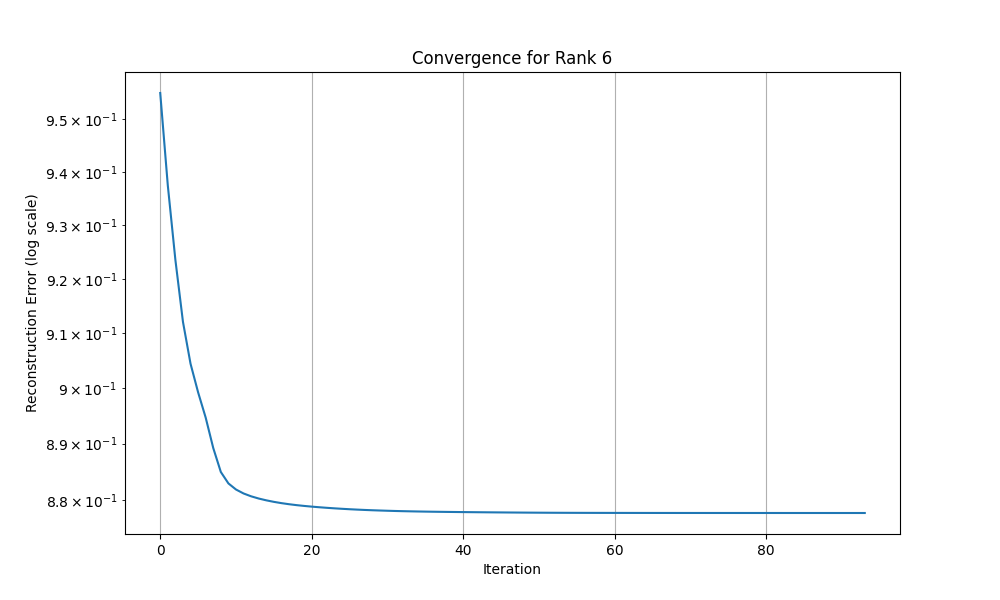 Convergence for Rank 6
Reconstruction Error (log scale)
9.5 × 10⁻¹
9.4 × 10⁻¹
9.3 × 10⁻¹
9.2 × 10⁻¹
9.1 × 10⁻¹
9 × 10⁻¹
8.9 × 10⁻¹
8.8 × 10⁻¹
0 20 40 60 80
Iteration